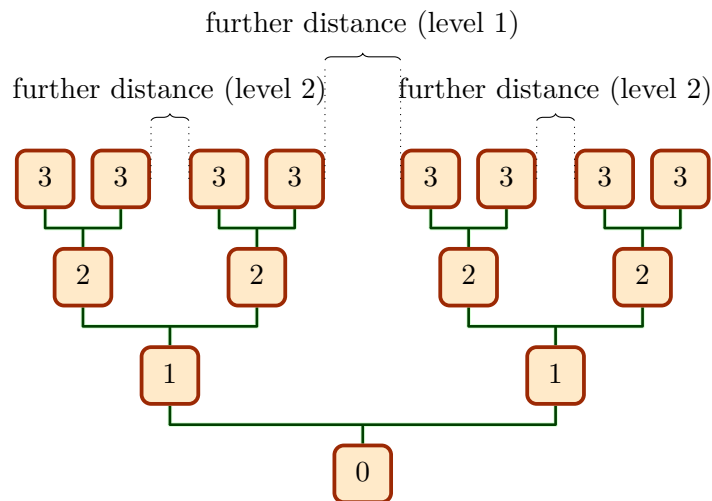 further distance (level 1)
further distance (level 2) further distance (level 2)
3 3 3 3 3 3 3 3
2 2 2 2
1 1
0